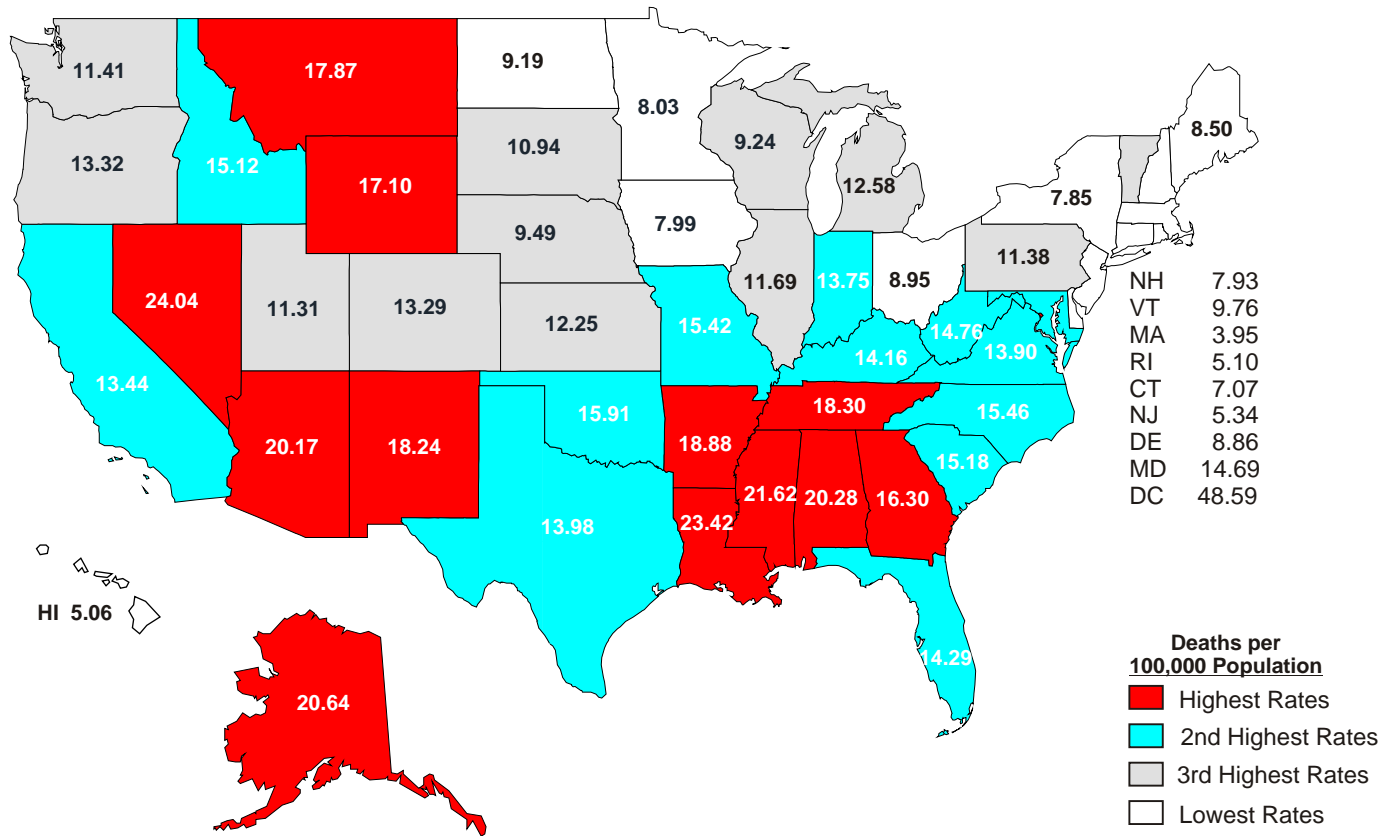 11.41
17.87
9.19
8.03
8.50
13.32
15.12
17.10
10.94
9.24
12.58
7.85
9.49
7.99
11.38
24.04
11.31
13.29
12.25
15.42
11.69
13.75
8.95
14.76
13.90
14.16
13.44
20.17
18.24
15.91
18.88
18.30
15.46
15.18
13.98
23.42
21.62
20.28
16.30
14.29
NH 7.93
VT 9.76
MA 3.95
RI 5.10
CT 7.07
NJ 5.34
DE 8.86
MD 14.69
DC 48.59
HI 5.06
20.64
Deaths per
100,000 Population
Highest Rates
2nd Highest Rates
3rd Highest Rates
Lowest Rates